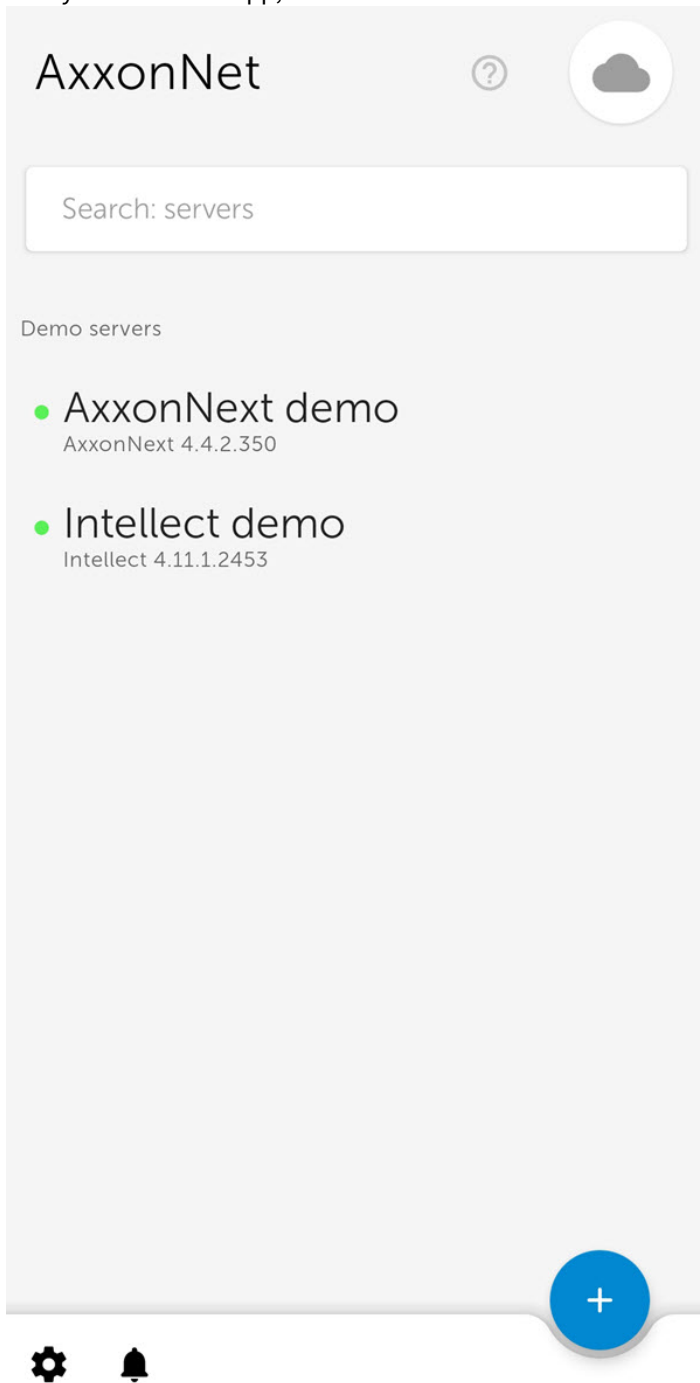 AxxonNet
Search: servers
Demo servers
AxxonNext demo
AxxonNext 4.4.2.350
Intellect demo
Intellect 4.11.1.2453